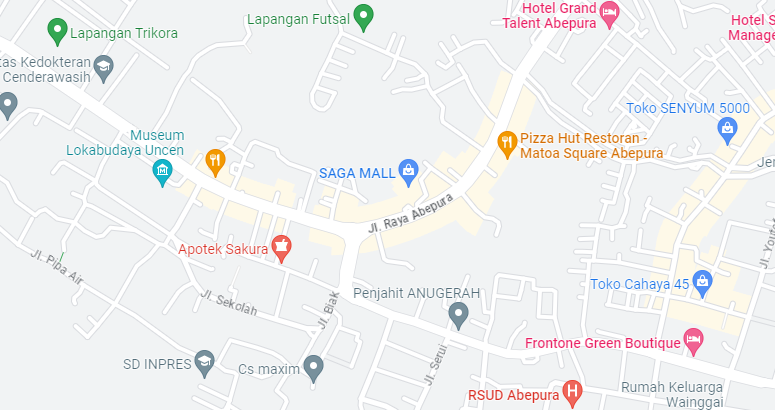 Hotel Grand
Talent Abepura
Lapangan Futsal
Hotel S
Manage
Lapangan Trikora
tas Kedokteran
Cenderawasih
Toko SENYUM 5000
Museum
Lokabudaya Uncen
Pizza Hut Restoran -
Matoa Square Abepura
Jer
SAGA MALL
Jl. Raya Abepura
Apotek Sakura
Jl. Pipa Air
Jl. Youtef
Toko Cahaya 45
Jl. Sekolah
Jl. Biak
Penjahit ANUGERAH
Frontone Green Boutique
SD INPRES
Cs maxim
Jl. Serui
RSUD Abepura
Rumah Keluarga
Wainggai